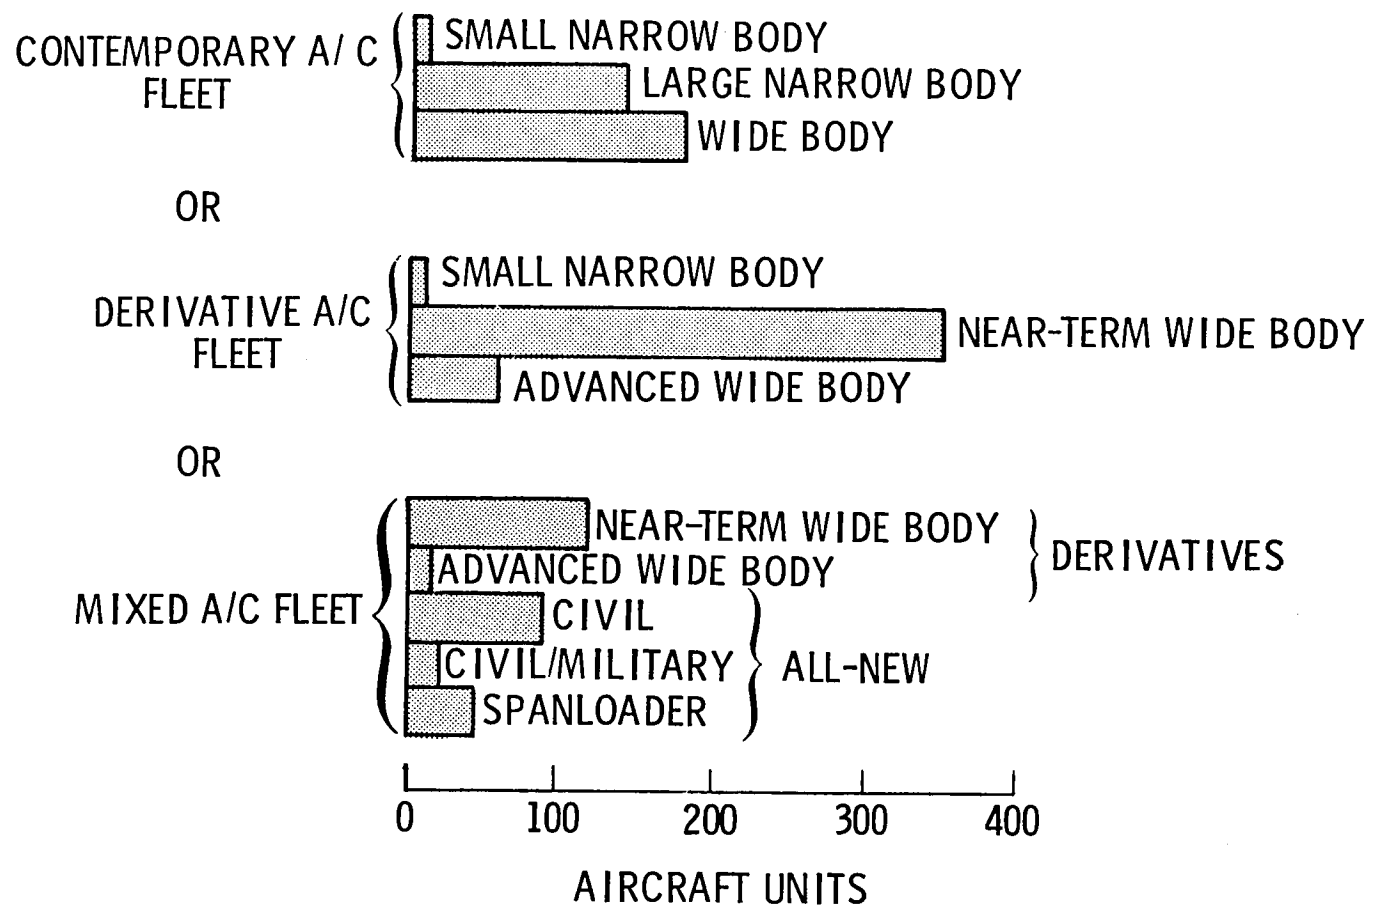 CONTEMPORARY A/C
FLEET
SMALL NARROW BODY
LARGE NARROW BODY
WIDE BODY
OR
DERIVATIVE A/C
FLEET
SMALL NARROW BODY
NEAR-TERM WIDE BODY
ADVANCED WIDE BODY
OR
MIXED A/C FLEET
NEAR-TERM WIDE BODY
ADVANCED WIDE BODY
DERIVATIVES
CIVIL
CIVIL/MILITARY
SPANLOADER
ALL-NEW
0 100 200 300 400
AIRCRAFT UNITS